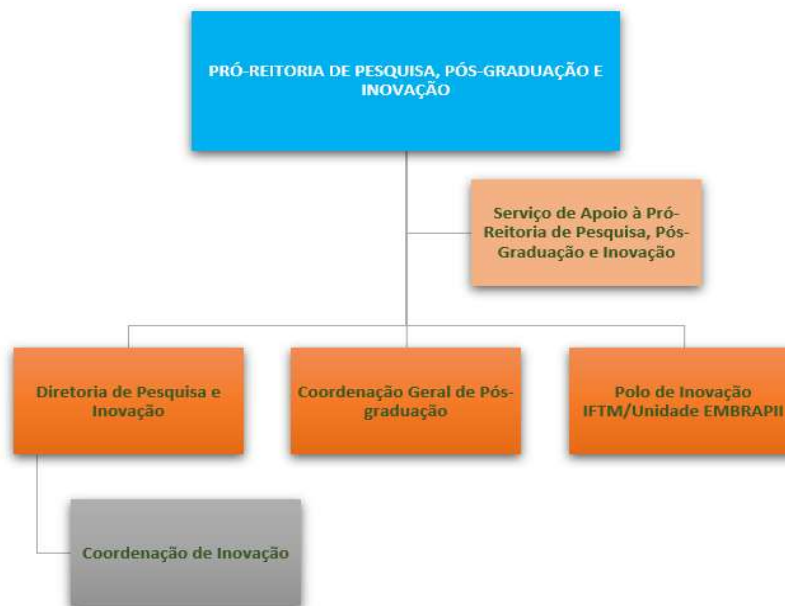 PRÓ-REITORIA DE PESQUISA, PÓS-GRADUAÇÃO E
INOVAÇÃO
Serviço de Apoio à Pró-
Reitoria de Pesquisa, Pós-
Graduação e Inovação
Diretoria de Pesquisa e
Inovação
Coordenação Geral de Pós-
graduação
Polo de Inovação
IFTM/Unidade EMBRAPII
Coordenação de Inovação